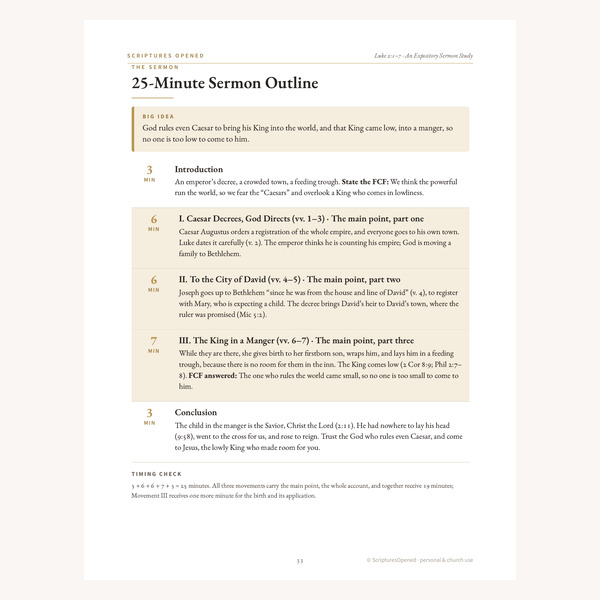 SCRIPTURES OPENED
Luke 2:1–7 · An Expository Sermon Study
THE SERMON
25-Minute Sermon Outline
BIG IDEA
God rules even Caesar to bring his King into the world, and that King came low, into a manger, so
no one is too small to come to him.
3
MIN
Introduction
An emperor's decree, a crowded town, a feeding trough. State the FCF: We think the powerful
run the world, so we fear the “Caesars” and overlook a King who comes in lowliness.
6
MIN
I. Caesar Decrees, God Directs (vv. 1–3) · The main point, part one
Caesar Augustus orders a registration of the whole empire, and everyone goes to his own town.
Luke dates it carefully (v. 2). The emperor thinks he is counting his empire; God is moving a
family to Bethlehem.
6
MIN
II. To the City of David (vv. 4–5) · The main point, part two
Joseph goes up to Bethlehem “since he was from the house and line of David” (v. 4), to register
with Mary, who is expecting a child. The decree brings David's heir to David's town, where the
ruler was promised (Mic 5:2).
7
MIN
III. The King in a Manger (vv. 6–7) · The main point, part three
While they are there, she gives birth to her firstborn son, wraps him, and lays him in a feeding
trough, because there is no room for them in the inn. The King comes low (2 Cor 8:9; Phil 2:7–
8). FCF answered: The one who rules the world came small, so no one is too small to come to
him.
3
MIN
Conclusion
The child in the manger is the Savior, Christ the Lord (2:11). He had nowhere to lay his head
(9:58), went to the cross for us, and rose to reign. Trust the God who rules even Caesar, and come
to Jesus, the lowly King who made room for you.
TIMING CHECK
3 + 6 + 6 + 7 + 3 = 25 minutes. All three movements carry the main point, the whole account, and together receive 19 minutes;
Movement III receives one more minute for the birth and its application.
33
© ScripturesOpened · personal & church use